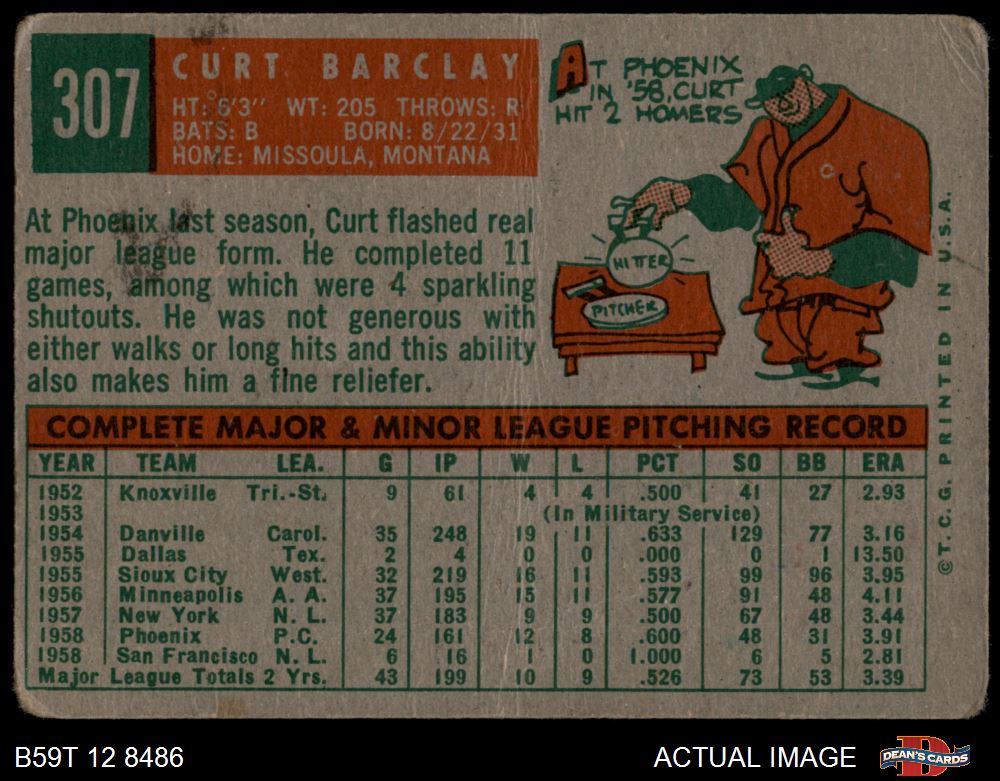 307
CURT BARCLAY
HT: 6'3" WT: 205 THROWS: R
BATS: B BORN: 8/22/31
HOME: MISSOULA, MONTANA
AT PHOENIX
IN '58, CURT
HIT 2 HOMERS
HITTER
PITCHER
At Phoenix last season, Curt flashed real
major league form. He completed 11
games, among which were 4 sparkling
shutouts. He was not generous with
either walks or long hits and this ability
also makes him a fine reliefer.
COMPLETE MAJOR & MINOR LEAGUE PITCHING RECORD
YEAR TEAM LEA. G IP W L PCT SO BB ERA
1952 Knoxville Tri.-St. 9 61 4 4 .500 41 27 2.93
1953 (In Military Service)
1954 Danville Carol. 35 248 19 11 .633 129 77 3.16
1955 Dallas Tex. 2 4 0 0 .000 0 1 13.50
1955 Sioux City West. 32 219 16 11 .593 99 96 3.95
1956 Minneapolis A. A. 37 195 15 11 .577 91 48 4.11
1957 New York N. L. 37 183 9 9 .500 67 48 3.44
1958 Phoenix P.C. 24 161 12 8 .600 48 31 3.91
1958 San Francisco N. L. 6 16 1 0 1.000 6 5 2.81
Major League Totals 2 Yrs. 43 199 10 9 .526 73 53 3.39
© T. C. G. PRINTED IN U.S.A.
B59T 12 8486
ACTUAL IMAGE
DEAN'S CARDS